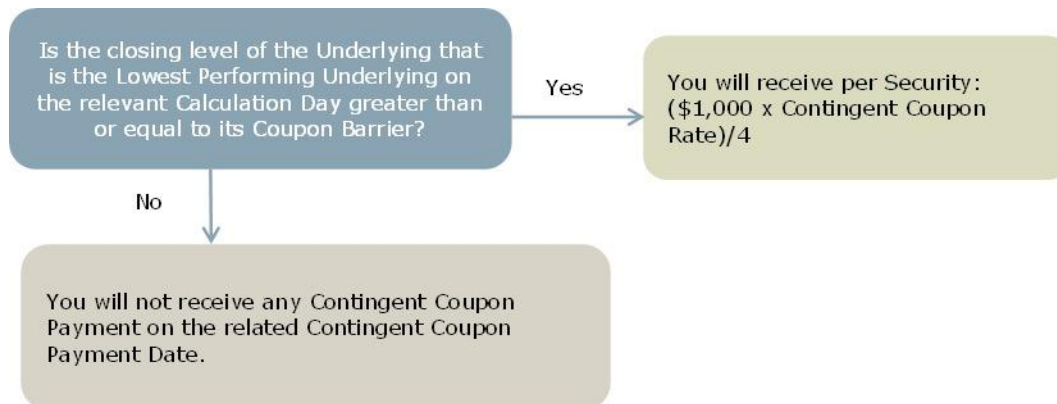 Is the closing level of the Underlying that
is the Lowest Performing Underlying on
the relevant Calculation Day greater than
or equal to its Coupon Barrier?
Yes
You will receive per Security:
($1,000 x Contingent Coupon
Rate)/4
No
You will not receive any Contingent Coupon
Payment on the related Contingent Coupon
Payment Date.